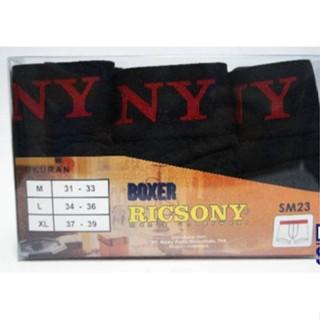 NY NY NY
UKURAN
M 31 - 33
L 34 - 36
XL 37 - 39
BOXER
RICSONY
SM23